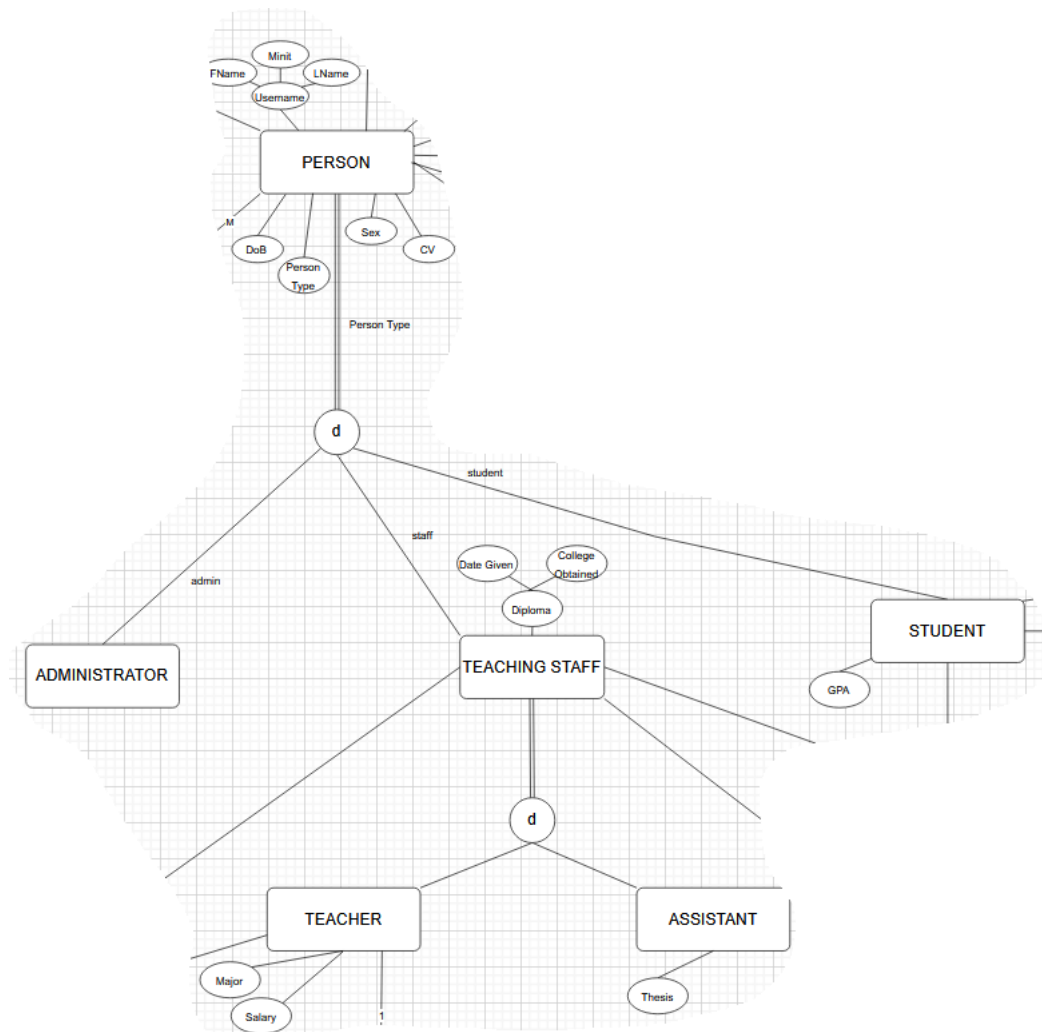 Minit
FName
LName
Username
PERSON
M
Sex
DoB
CV
Person
Type
Person Type
d
student
staff
Date Given
College
Obtained
admin
Diploma
STUDENT
TEACHING STAFF
ADMINISTRATOR
GPA
d
TEACHER
ASSISTANT
Major
Thesis
Salary
1